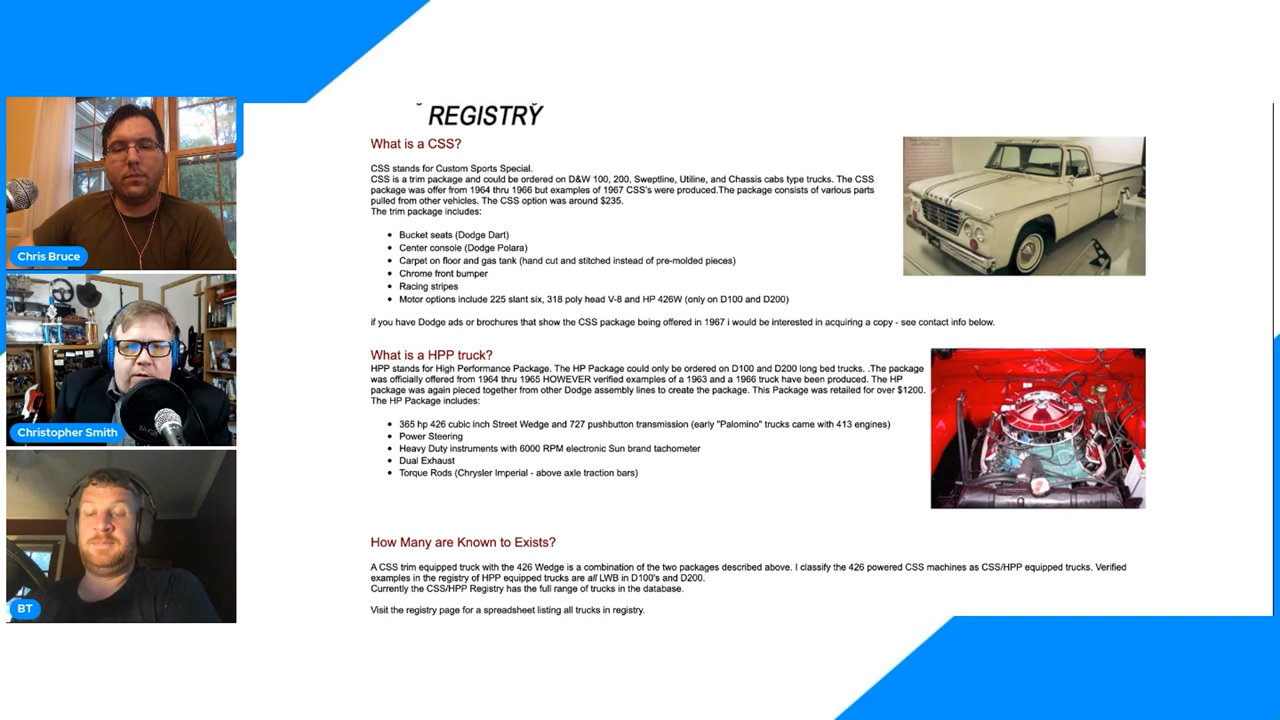 REGISTRY
What is a CSS?
CSS stands for Custom Sports Special.
CSS is a trim package and could be ordered on D&W 100, 200, Sweptline, Utiline, and Chassis cabs type trucks. The CSS
package was offer from 1964 thru 1966 but examples of 1967 CSS's were produced.The package consists of various parts
pulled from other vehicles. The CSS option was around $235.
The trim package includes:
Bucket seats (Dodge Dart)
Center console (Dodge Polara)
Carpet on floor and gas tank (hand cut and stitched instead of pre-molded pieces)
Chrome front bumper
Racing stripes
Motor options include 225 slant six, 318 poly head V-8 and HP 426W (only on D100 and D200)
if you have Dodge ads or brochures that show the CSS package being offered in 1967 i would be interested in acquiring a copy - see contact info below.
What is a HPP truck?
HPP stands for High Performance Package. The HP Package could only be ordered on D100 and D200 long bed trucks. .The package
was officially offered from 1964 thru 1965 HOWEVER verified examples of a 1963 and a 1966 truck have been produced. The HP
package was again pieced together from other Dodge assembly lines to create the package. This Package was retailed for over $1200.
The HP Package includes:
365 hp 426 cubic inch Street Wedge and 727 pushbutton transmission (early "Palomino" trucks came with 413 engines)
Power Steering
Heavy Duty instruments with 6000 RPM electronic Sun brand tachometer
Dual Exhaust
Torque Rods (Chrysler Imperial - above axle traction bars)
How Many are Known to Exists?
A CSS trim equipped truck with the 426 Wedge is a combination of the two packages described above. I classify the 426 powered CSS machines as CSS/HPP equipped trucks. Verified
examples in the registry of HPP equipped trucks are all LWB in D100's and D200.
Currently the CSS/HPP Registry has the full range of trucks in the database.
Visit the registry page for a spreadsheet listing all trucks in registry.
Chris Bruce
Christopher Smith
BT